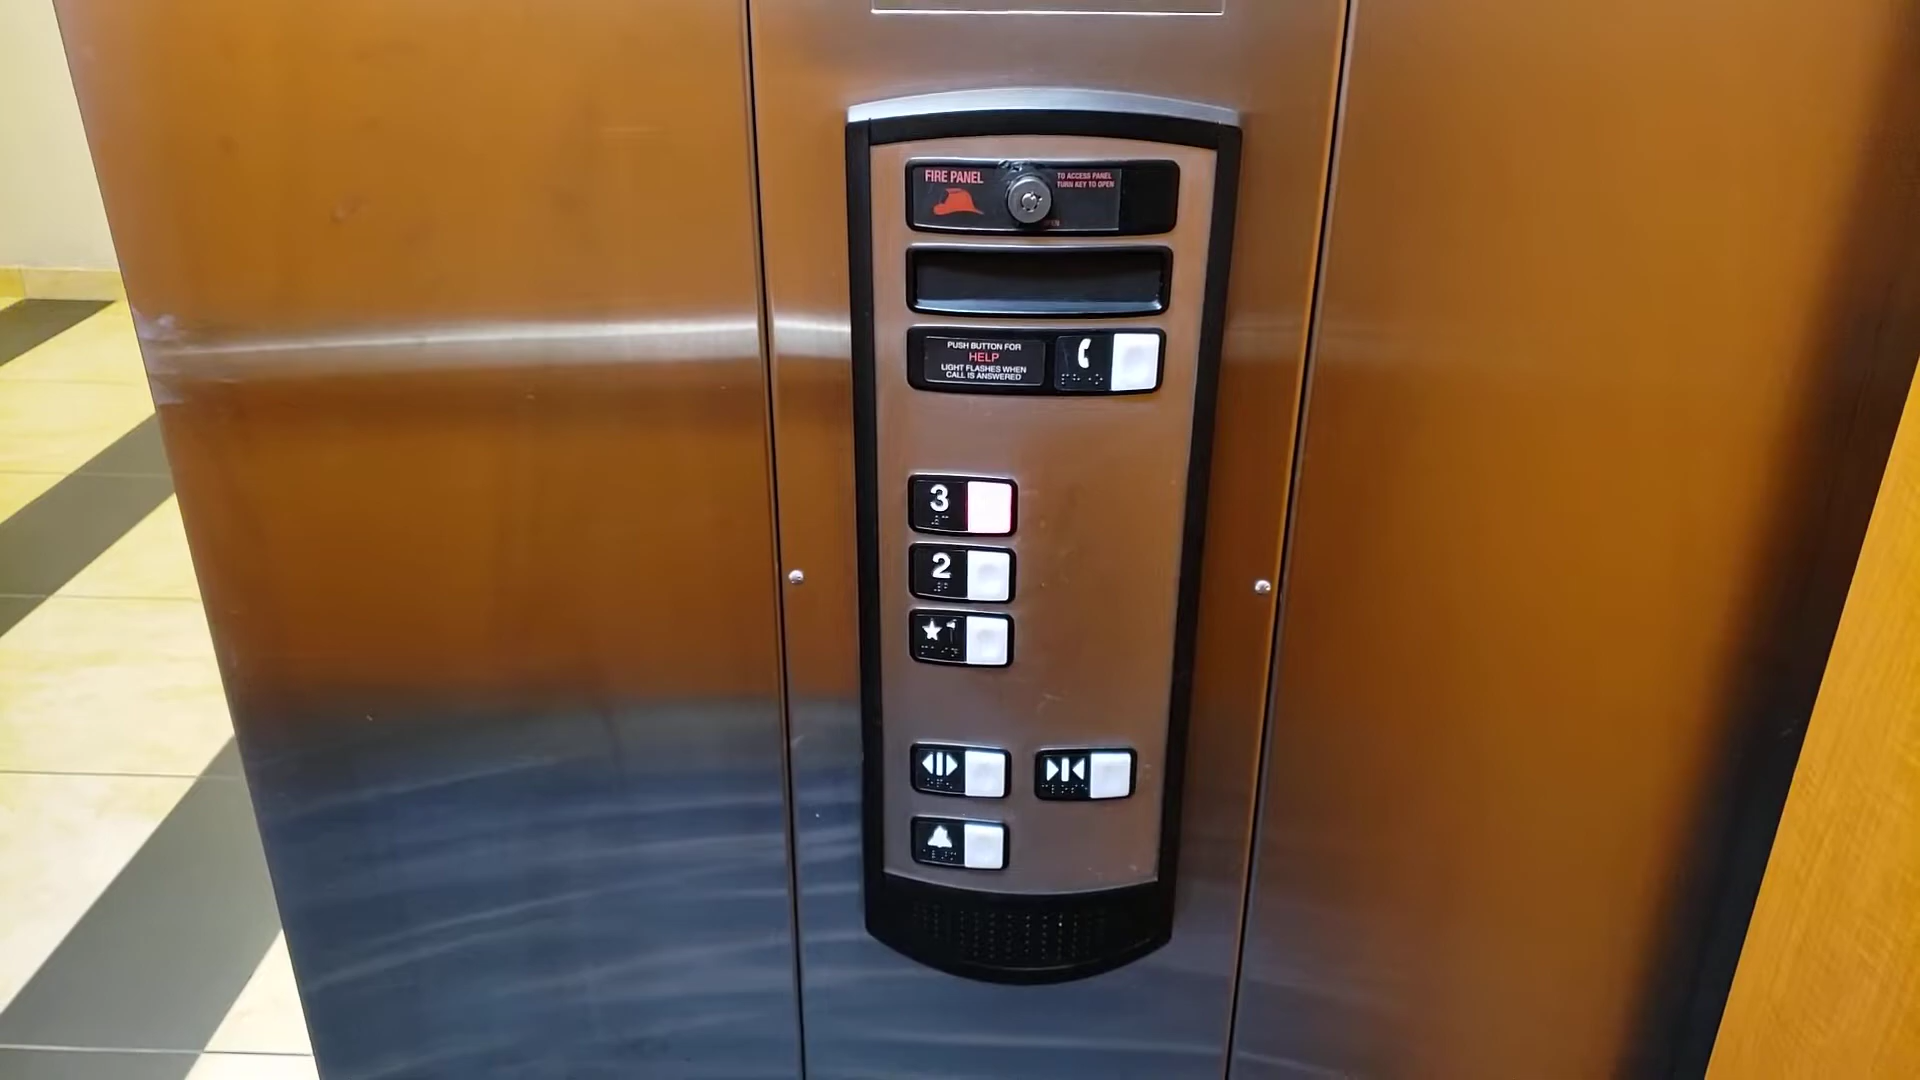 FIRE PANEL
TO ACCESS PANEL
TURN KEY TO OPEN
PUSH BUTTON FOR
HELP
LIGHT FLASHES WHEN
CALL IS ANSWERED
3
2
★1